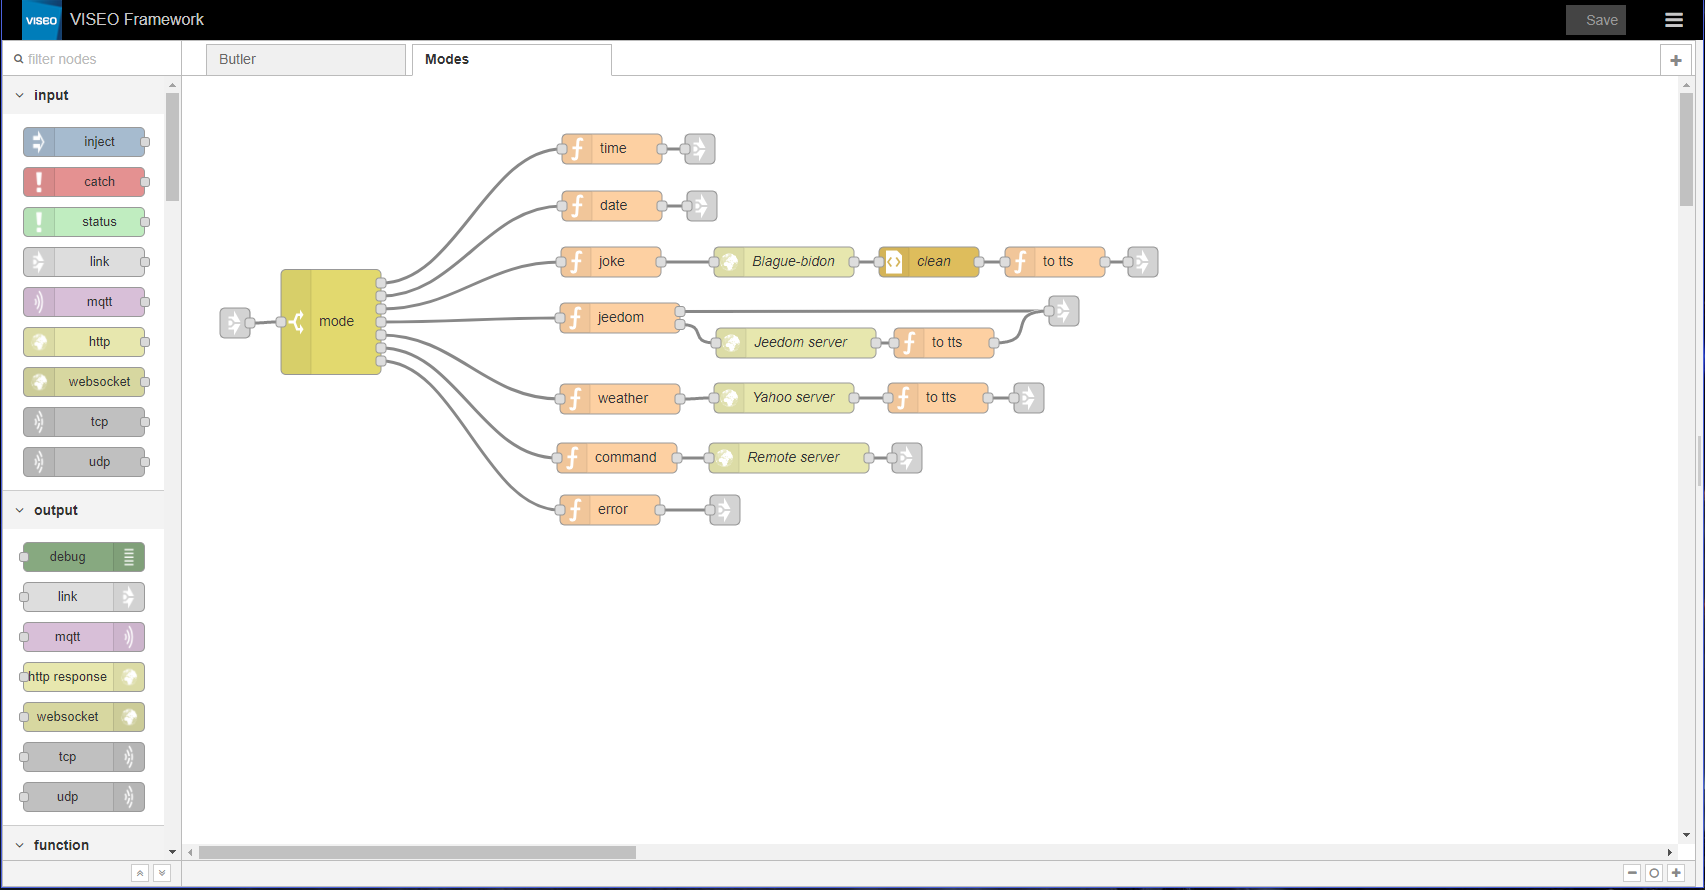 VISEO
VISEO Framework
Save
filter nodes
Butler
Modes
input
inject
catch
status
link
mqtt
http
websocket
tcp
udp
output
debug
link
mqtt
http response
websocket
tcp
udp
function
mode
time
date
joke
Blague-bidon
clean
to tts
jeedom
Jeedom server
to tts
weather
Yahoo server
to tts
command
Remote server
error